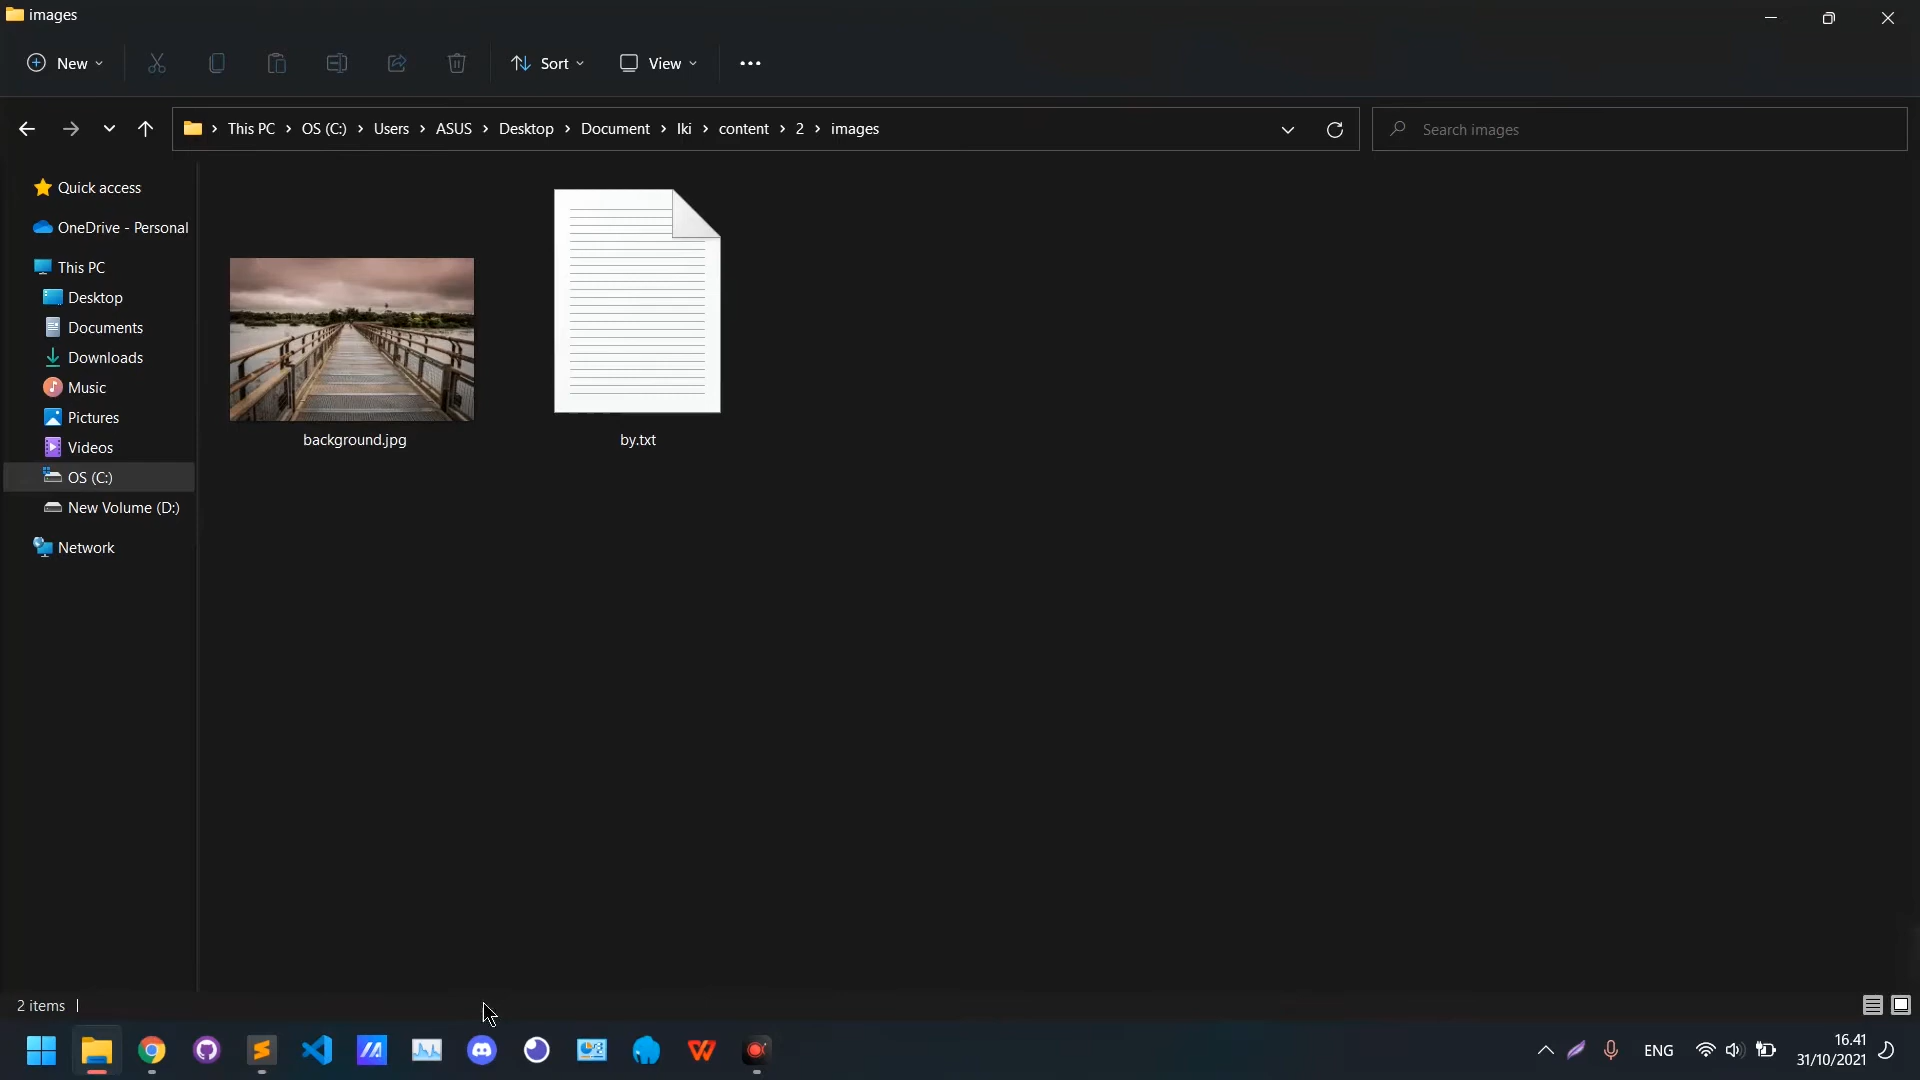 images
New
Sort
View
This PC
OS (C:)
Users
ASUS
Desktop
Document
Iki
content
2
images
Search images
Quick access
OneDrive - Personal
This PC
Desktop
Documents
Downloads
Music
Pictures
Videos
OS (C:)
New Volume (D:)
Network
background.jpg
by.txt
2 items
ENG
16.41
31/10/2021